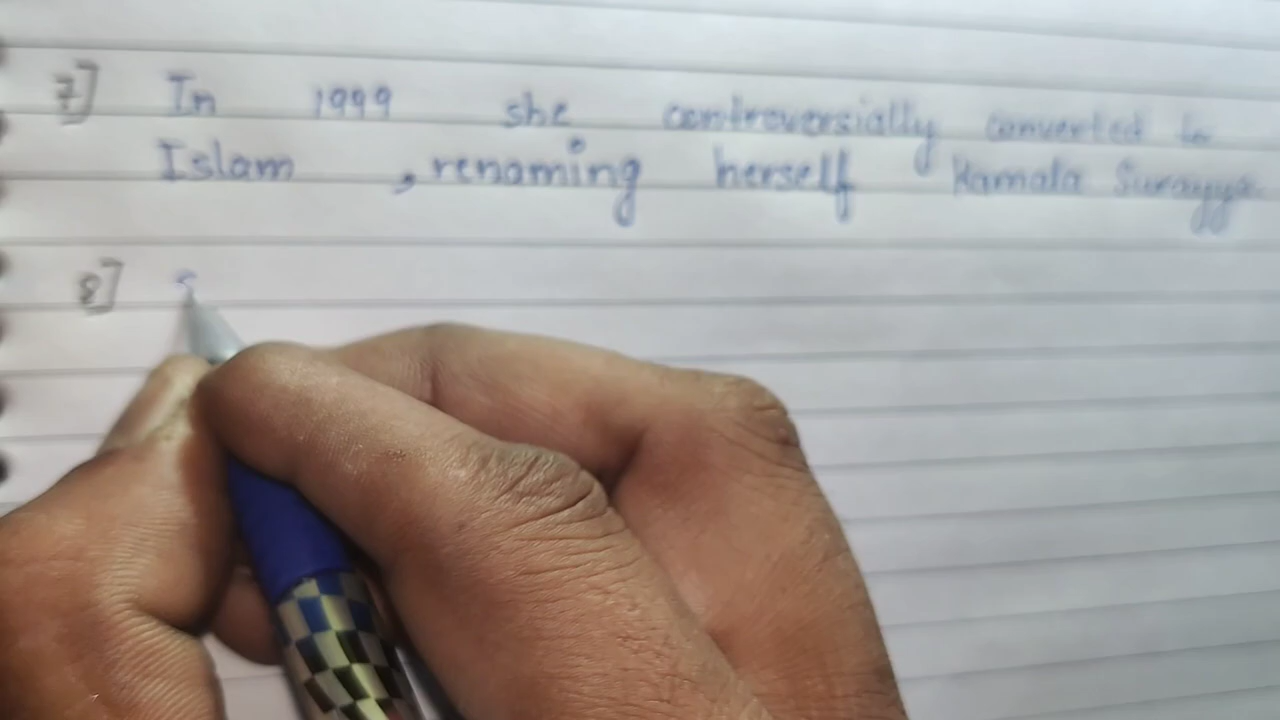 7] In 1999 she controversially converted to
Islam , renaming herself Kamala Surayya
8] S